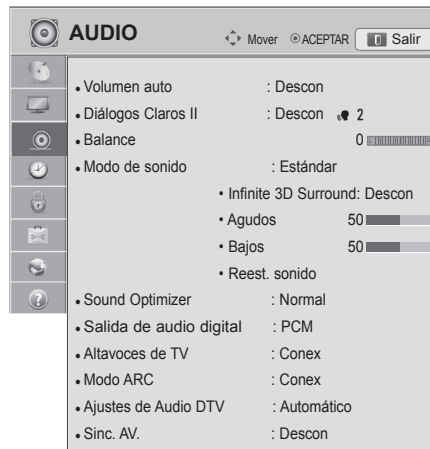 AUDIO Mover ACEPTAR Salir
• Volumen auto : Descon
• Diálogos Claros II : Descon 2
• Balance 0
• Modo de sonido : Estándar
• Infinite 3D Surround: Descon
• Agudos 50
• Bajos 50
• Reest. sonido
• Sound Optimizer : Normal
• Salida de audio digital : PCM
• Altavoces de TV : Conex
• Modo ARC : Conex
• Ajustes de Audio DTV : Automático
• Sinc. AV. : Descon